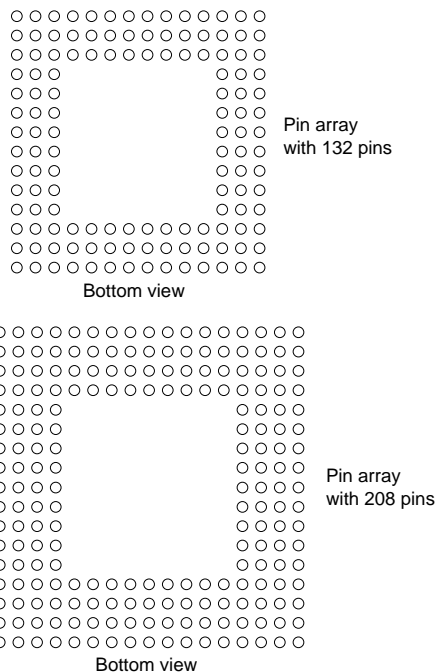 Pin array
with 132 pins
Bottom view
Pin array
with 208 pins
Bottom view